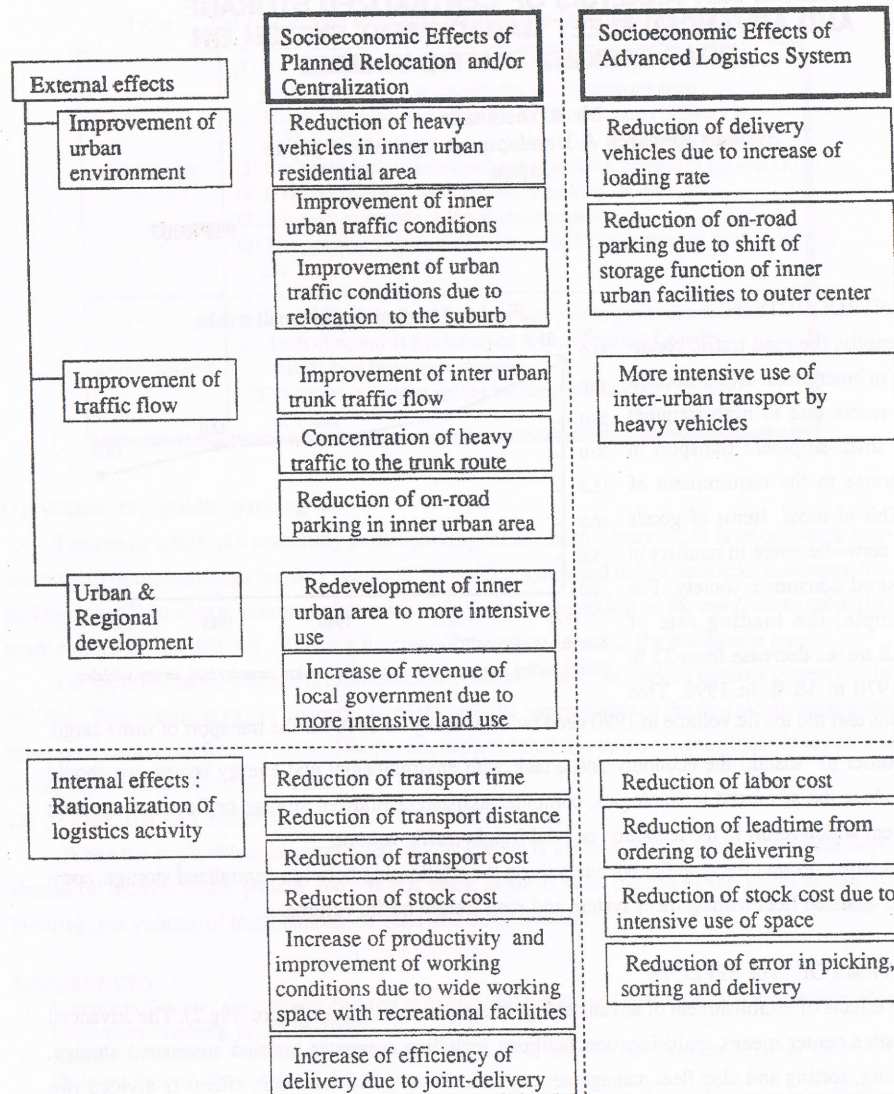 Socioeconomic Effects of
Planned Relocation and/or
Centralization
Socioeconomic Effects of
Advanced Logistics System
External effects
Improvement of
urban
environment
Reduction of heavy
vehicles in inner urban
residential area
Improvement of inner
urban traffic conditions
Improvement of urban
traffic conditions due to
relocation to the suburb
Reduction of delivery
vehicles due to increase of
loading rate
Reduction of on-road
parking due to shift of
storage function of inner
urban facilities to outer center
Improvement of
traffic flow
Improvement of inter urban
trunk traffic flow
Concentration of heavy
traffic to the trunk route
Reduction of on-road
parking in inner urban area
More intensive use of
inter-urban transport by
heavy vehicles
Urban &
Regional
development
Redevelopment of inner
urban area to more intensive
use
Increase of revenue of
local government due to
more intensive land use
Internal effects :
Rationalization of
logistics activity
Reduction of transport time
Reduction of transport distance
Reduction of transport cost
Reduction of stock cost
Increase of productivity and
improvement of working
conditions due to wide working
space with recreational facilities
Increase of efficiency of
delivery due to joint-delivery
Reduction of labor cost
Reduction of leadtime from
ordering to delivering
Reduction of stock cost due to
intensive use of space
Reduction of error in picking,
sorting and delivery